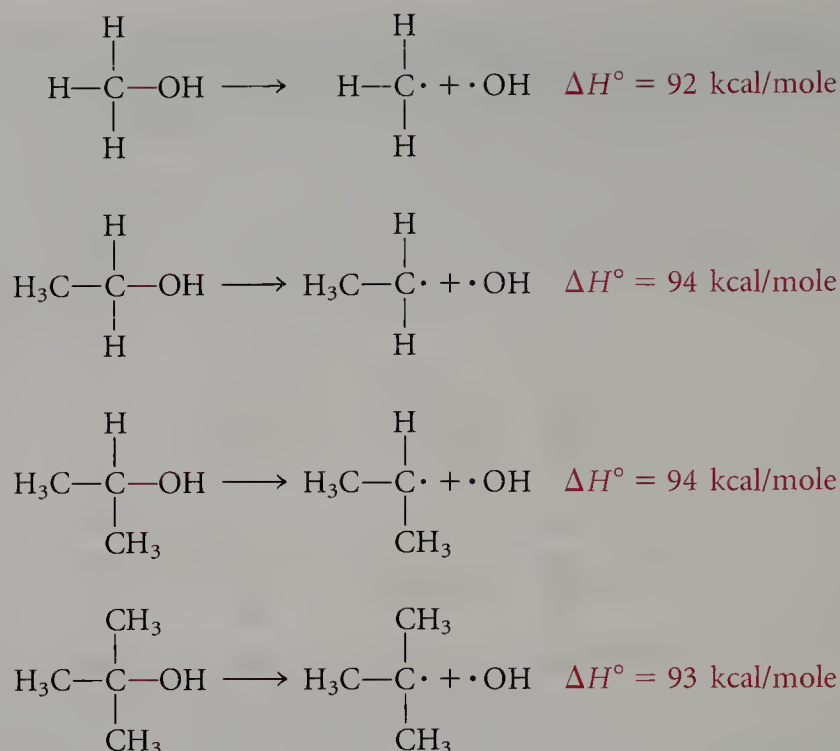 H
H—C—OH ⟶ H—C· + ·OH ΔH° = 92 kcal/mole
H
H
H
H
H₃C—C—OH ⟶ H₃C—C· + ·OH ΔH° = 94 kcal/mole
H
H
H
H
H₃C—C—OH ⟶ H₃C—C· + ·OH ΔH° = 94 kcal/mole
CH₃
CH₃
CH₃
CH₃
H₃C—C—OH ⟶ H₃C—C· + ·OH ΔH° = 93 kcal/mole
CH₃
CH₃